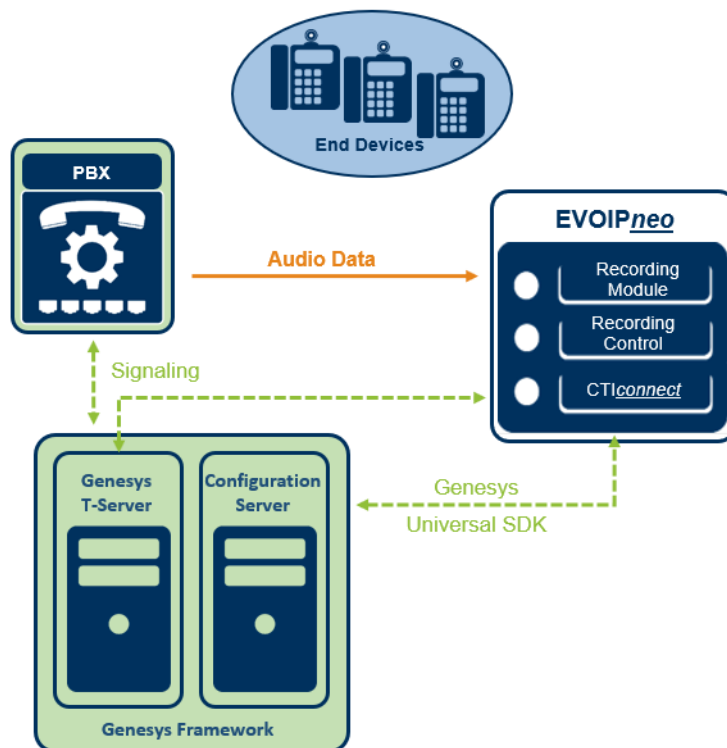 End Devices
PBX
EVOIPneo
Audio Data
Recording
Module
Recording
Control
CTIconnect
Signaling
Genesys
T-Server
Configuration
Server
Genesys
Universal SDK
Genesys Framework